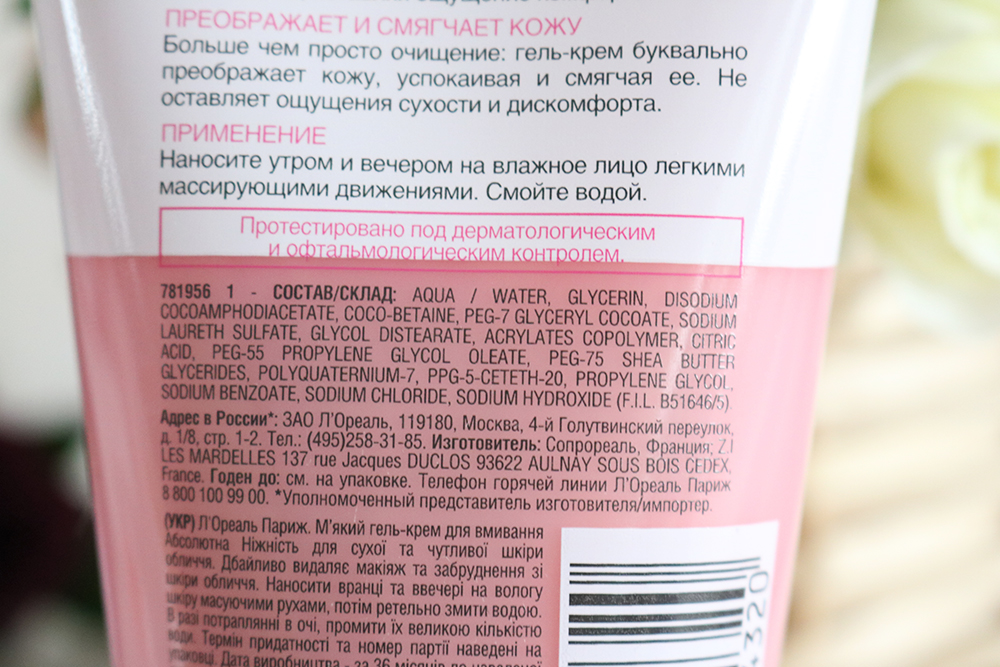 ПРЕОБРАЖАЕТ И СМЯГЧАЕТ КОЖУ
Больше чем просто очищение: гель-крем буквально
преображает кожу, успокаивая и смягчая ее. Не
оставляет ощущения сухости и дискомфорта.
ПРИМЕНЕНИЕ
Наносите утром и вечером на влажное лицо легкими
массирующими движениями. Смойте водой.
Протестировано под дерматологическим
и офтальмологическим контролем.
781956 1 - СОСТАВ/СКЛАД: AQUA / WATER, GLYCERIN, DISODIUM
COCOAMPHODIACETATE, COCO-BETAINE, PEG-7 GLYCERYL COCOATE, SODIUM
LAURETH SULFATE, GLYCOL DISTEARATE, ACRYLATES COPOLYMER, CITRIC
ACID, PEG-55 PROPYLENE GLYCOL OLEATE, PEG-75 SHEA BUTTER
GLYCERIDES, POLYQUATERNIUM-7, PPG-5-CETETH-20, PROPYLENE GLYCOL,
SODIUM BENZOATE, SODIUM CHLORIDE, SODIUM HYDROXIDE (F.I.L. B51646/5).
Адрес в России*: ЗАО Л'Ореаль, 119180, Москва, 4-й Голутвинский переулок,
д. 1/8, стр. 1-2. Тел.: (495)258-31-85. Изготовитель: Сопрореаль, Франция; Z.I
LES MARDELLES 137 rue Jacques DUCLOS 93622 AULNAY SOUS BOIS CEDEX,
France. Годен до: см. на упаковке. Телефон горячей линии Л'Ореаль Париж
8 800 100 99 00. *Уполномоченный представитель изготовителя/импортер.
(УКР) Л'Ореаль Париж. М'який гель-крем для вмивання
Абсолютна Ніжність для сухої та чутливої шкіри
обличчя. Дбайливо видаляє макіяж та забруднення зі
шкіри обличчя. Наносити вранці та ввечері на вологу
шкіру масуючими рухами, потім ретельно змити водою.
В разі потраплянні в очі, промити їх великою кількістю
води. Термін придатності та номер партії наведені на
упаковці. Дата виробництва - за 36 місяців до наведеної
4320